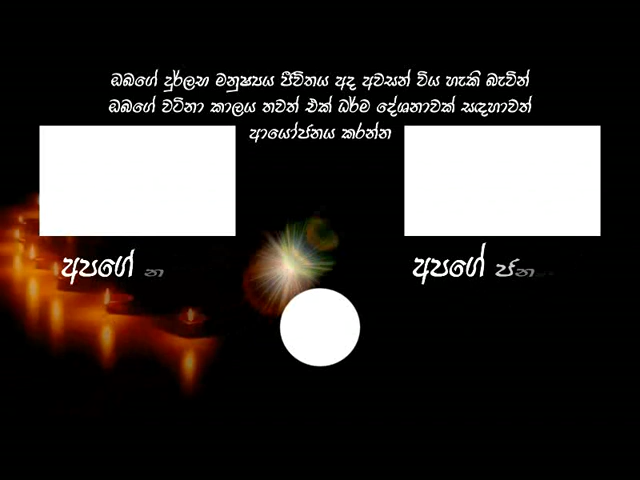 ඔබගේ දුර්ලභ මනුෂ්‍යය ජීවිතය අද අවසන් විය හැකි බැවින්
ඔබගේ වටිනා කාලය තවත් එක් ධර්ම දේශනාවක් සඳහාවත්
ආයෝජනය කරන්න
අපගේ න
අපගේ ජන